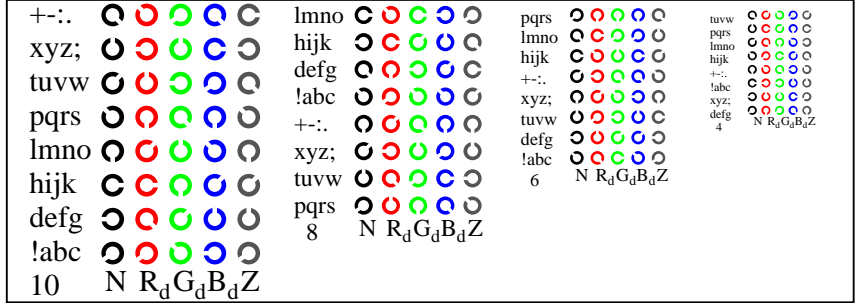 +-:.
xyz;
tuvw
pqrs
lmno
hijk
defg
!abc
10 N RdGdBdZ
lmno
hijk
defg
!abc
+-:.
xyz;
tuvw
pqrs
8 N RdGdBdZ
pqrs
lmno
hijk
+-:.
xyz;
tuvw
defg
!abc
6 N RdGdBdZ
tuvw
pqrs
lmno
hijk
+-:.
!abc
xyz;
defg
N RdGdBdZ
4